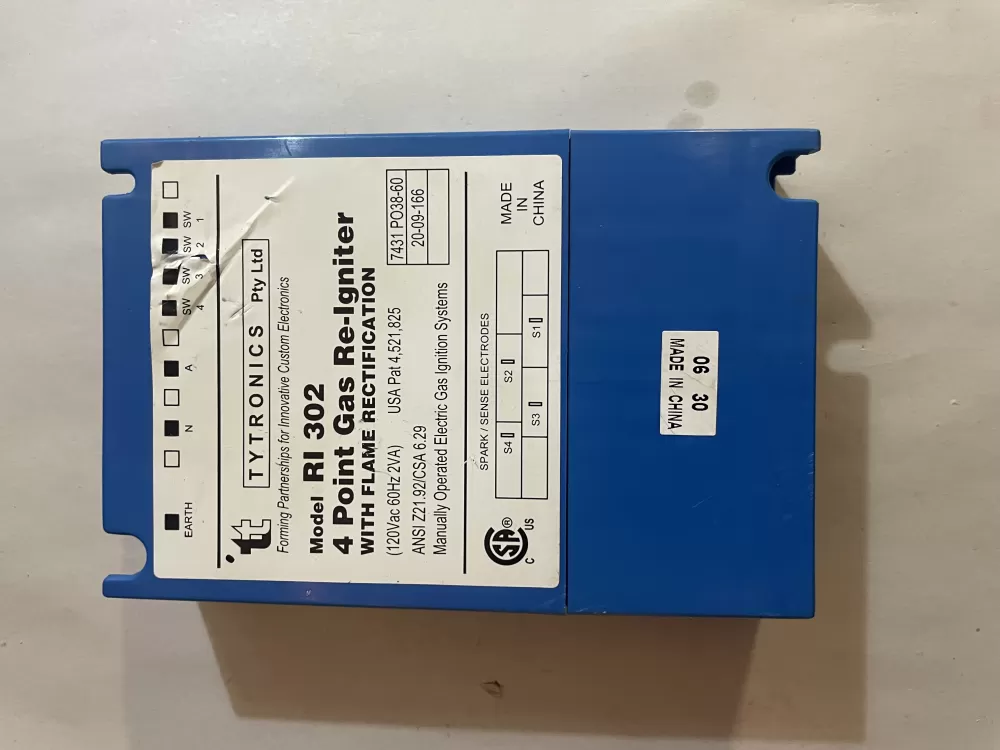 EARTH N A SW 4 SW 3 SW 2 SW 1
tt TYTRONICS Pty Ltd
Forming Partnerships for Innovative Custom Electronics
Model RI 302
4 Point Gas Re-Igniter
WITH FLAME RECTIFICATION
(120Vac 60Hz 2VA) USA Pat 4,521,825
ANSI Z21.92/CSA 6.29
Manually Operated Electric Gas Ignition Systems
7431 PO38-60
20-09-166
SPARK / SENSE ELECTRODES
S4 S2
S3 S1
CSA ®
C US
MADE
IN
CHINA
06 30
MADE IN CHINA